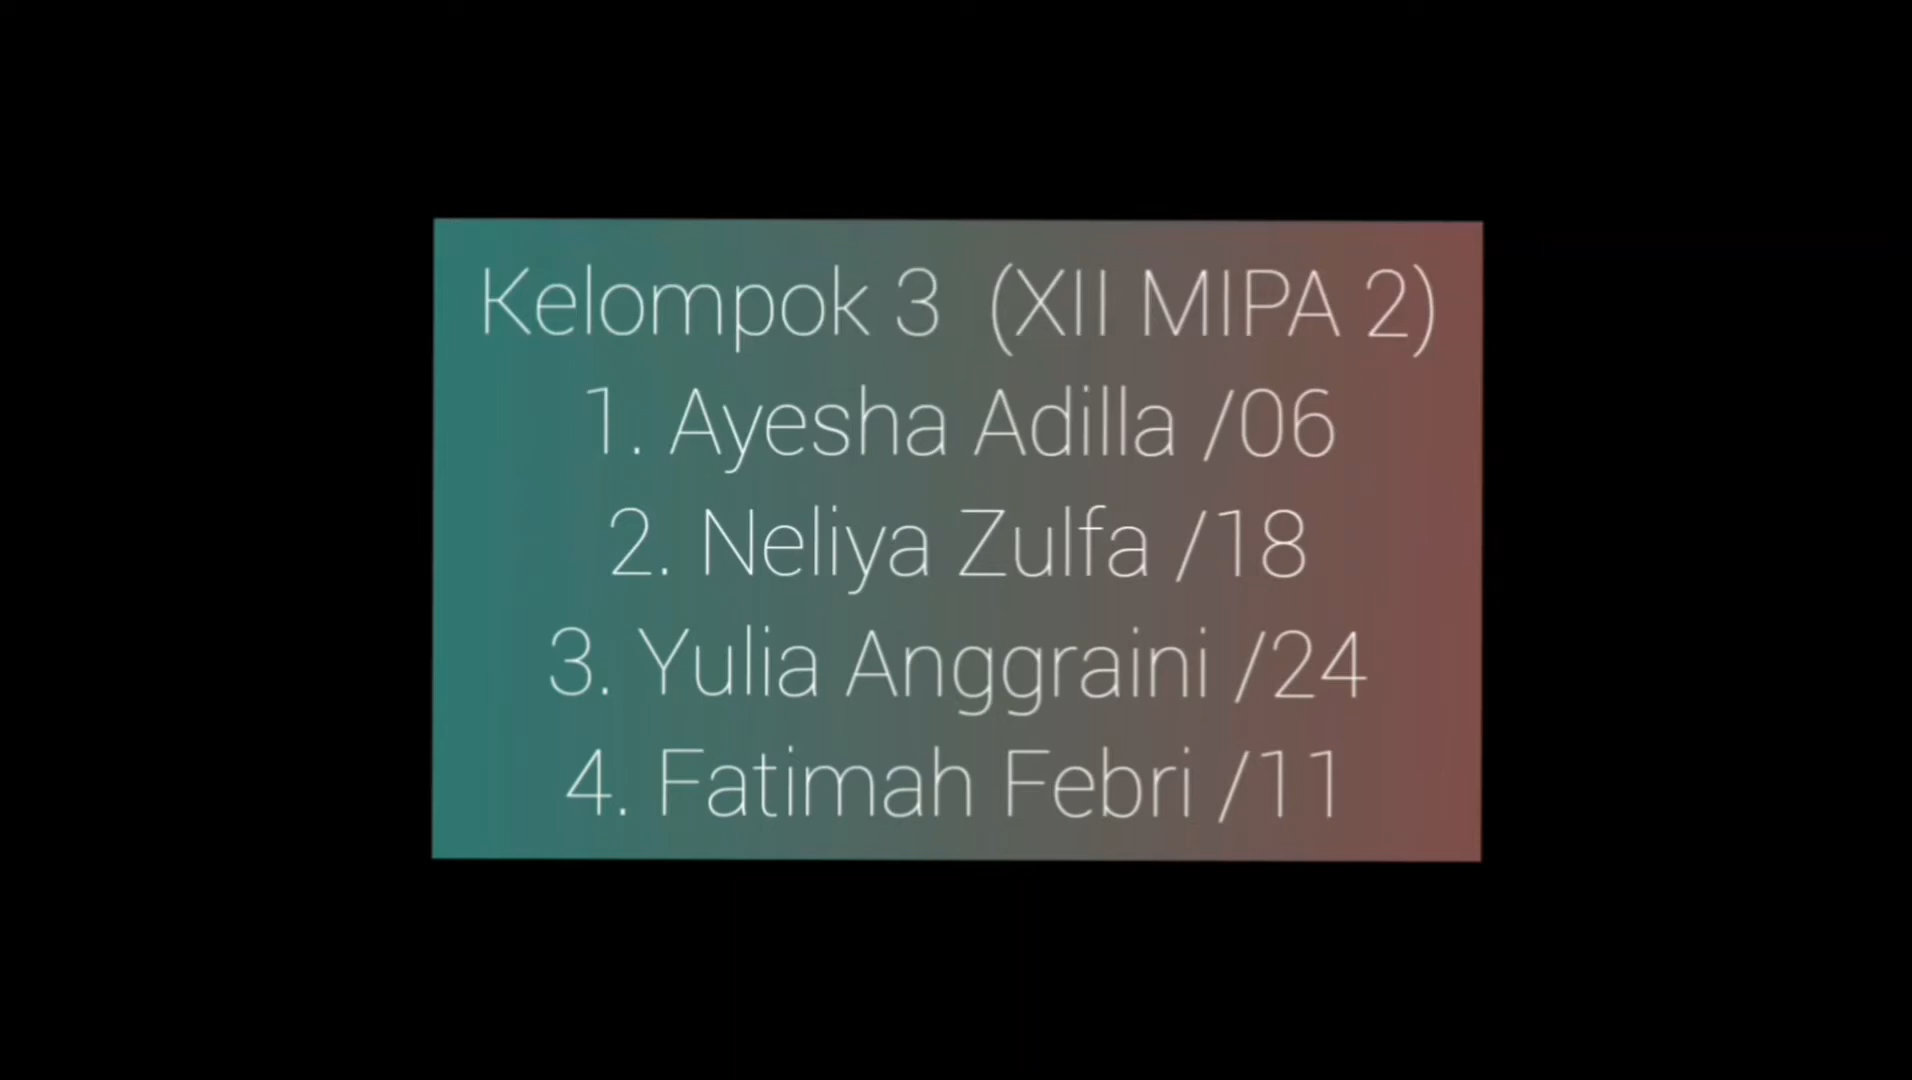 Kelompok 3 (XII MIPA 2)
1. Ayesha Adilla /06
2. Neliya Zulfa /18
3. Yulia Anggraini /24
4. Fatimah Febri /11